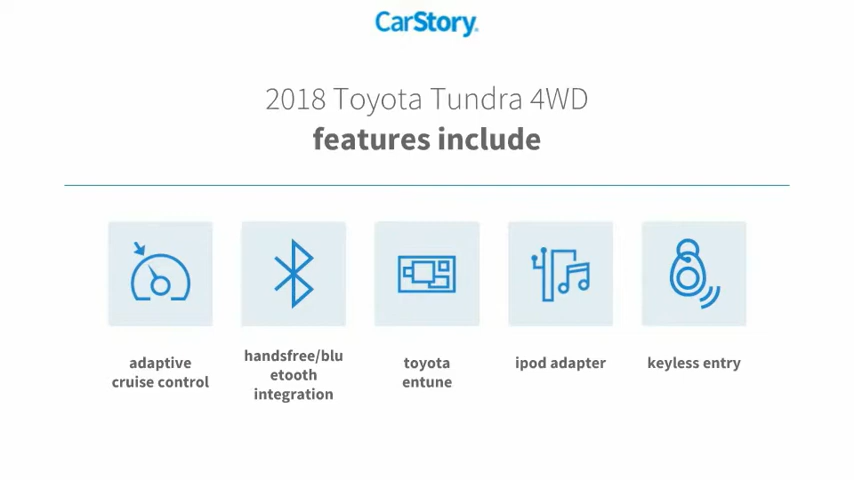 CarStory.
2018 Toyota Tundra 4WD
features include
adaptive
cruise control
handsfree/blu
etooth
integration
toyota
entune
ipod adapter
keyless entry